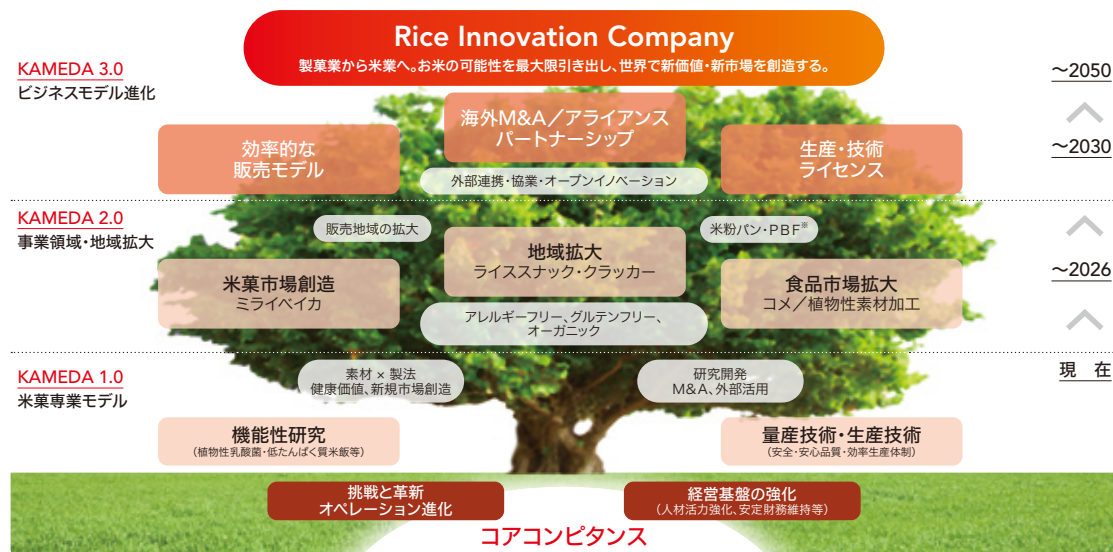 Rice Innovation Company
製菓業から米業へ。お米の可能性を最大限引き出し、世界で新価値・新市場を創造する。
KAMEDA 3.0
ビジネスモデル進化
～2050
海外M&A／アライアンス
パートナーシップ
効率的な
販売モデル
生産・技術
ライセンス
～2030
外部連携・協業・オープンイノベーション
KAMEDA 2.0
事業領域・地域拡大
販売地域の拡大
米粉パン・PBF※
地域拡大
ライススナック・クラッカー
米菓市場創造
ミライベイカ
食品市場拡大
コメ／植物性素材加工
～2026
アレルギーフリー、グルテンフリー、
オーガニック
KAMEDA 1.0
米菓専業モデル
現 在
素材 × 製法
健康価値、新規市場創造
研究開発
M&A、外部活用
機能性研究
（植物性乳酸菌・低たんぱく質米飯等）
量産技術・生産技術
（安全・安心品質・効率生産体制）
挑戦と革新
オペレーション進化
経営基盤の強化
（人材活力強化、安定財務維持等）
コアコンピタンス